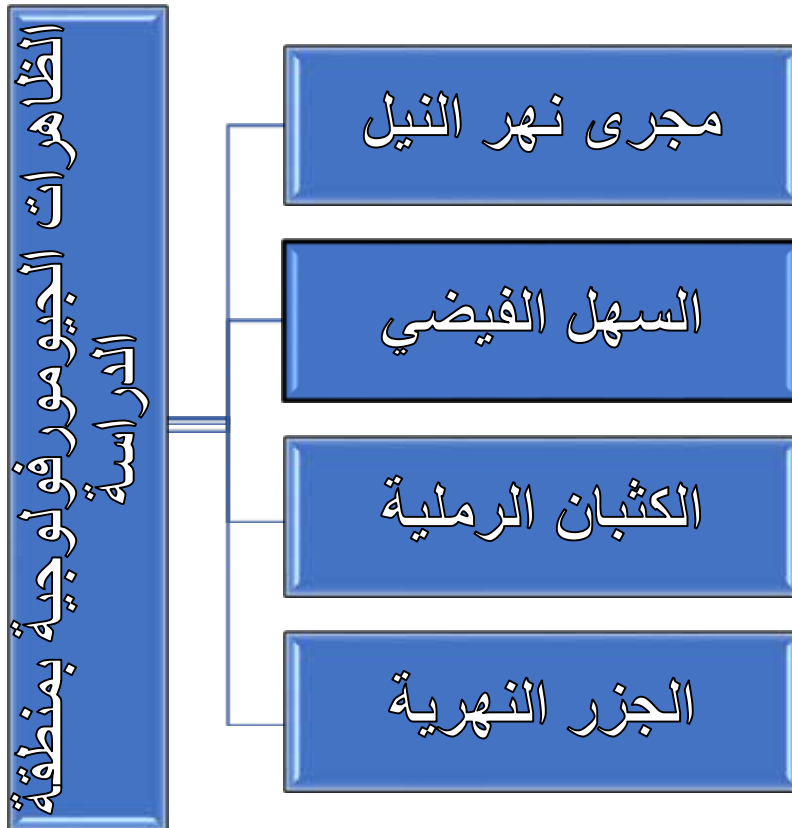 الظاهرات الجيومورفولوجية بمنطقة
الدراسة
مجرى نهر النيل
السهل الفيضي
الكثبان الرملية
الجزر النهرية